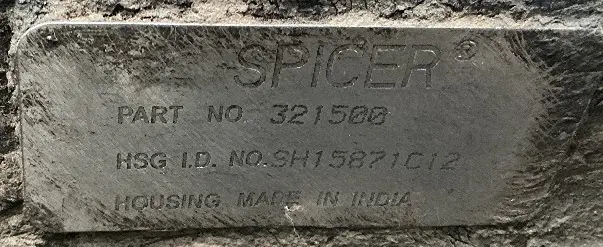 SPICER®
PART NO. 321500
HSG I.D. NO. SH15871C12
HOUSING MADE IN INDIA